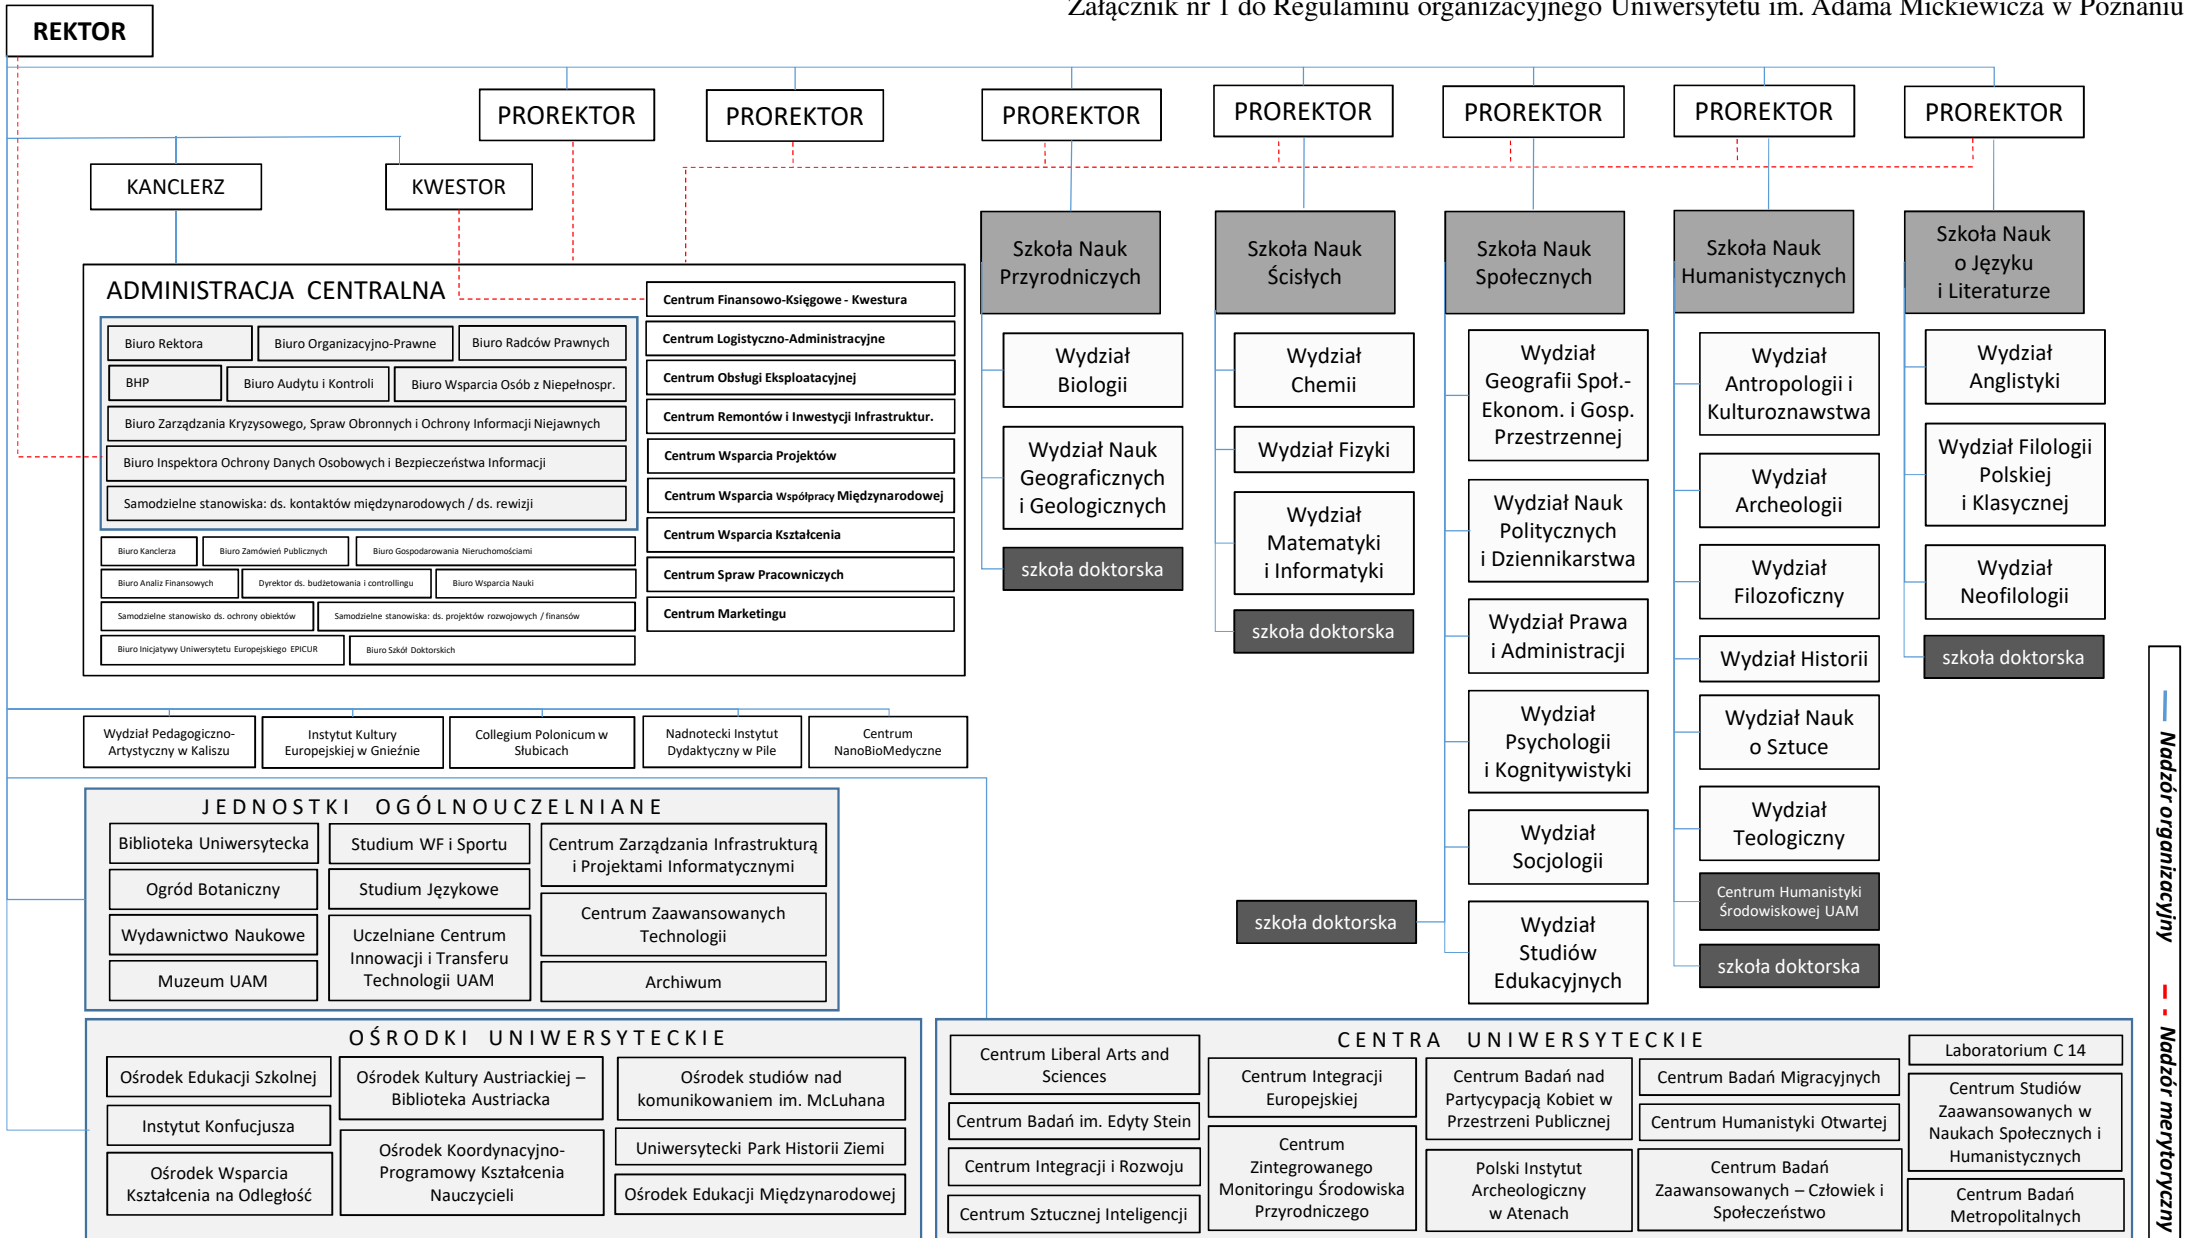 Załącznik nr 1 do Regulaminu organizacyjnego Uniwersytetu im. Adama Mickiewicza w Poznaniu
REKTOR
PROREKTOR
PROREKTOR
PROREKTOR
PROREKTOR
PROREKTOR
PROREKTOR
PROREKTOR
KANCLERZ
KWESTOR
ADMINISTRACJA CENTRALNA
Biuro Rektora
Biuro Organizacyjno-Prawne
Biuro Radców Prawnych
BHP
Biuro Audytu i Kontroli
Biuro Wsparcia Osób z Niepełnospr.
Biuro Zarządzania Kryzysowego, Spraw Obronnych i Ochrony Informacji Niejawnych
Biuro Inspektora Ochrony Danych Osobowych i Bezpieczeństwa Informacji
Samodzielne stanowiska: ds. kontaktów międzynarodowych / ds. rewizji
Biuro Kanclerza
Biuro Zamówień Publicznych
Biuro Gospodarowania Nieruchomościami
Biuro Analiz Finansowych
Dyrektor ds. budżetowania i controllingu
Biuro Wsparcia Nauki
Samodzielne stanowisko ds. ochrony obiektów
Samodzielne stanowiska: ds. projektów rozwojowych / finansów
Biuro Inicjatywy Uniwersytetu Europejskiego EPICUR
Biuro Szkół Doktorskich
Centrum Finansowo-Księgowe - Kwestura
Centrum Logistyczno-Administracyjne
Centrum Obsługi Eksploatacyjnej
Centrum Remontów i Inwestycji Infrastruktur.
Centrum Wsparcia Projektów
Centrum Wsparcia Współpracy Międzynarodowej
Centrum Wsparcia Kształcenia
Centrum Spraw Pracowniczych
Centrum Marketingu
Szkoła Nauk
Przyrodniczych
Wydział
Biologii
Wydział Nauk
Geograficznych
i Geologicznych
szkoła doktorska
Szkoła Nauk
Ścisłych
Wydział
Chemii
Wydział Fizyki
Wydział
Matematyki
i Informatyki
szkoła doktorska
Szkoła Nauk
Społecznych
Wydział
Geografii Społ.-
Ekonom. i Gosp.
Przestrzennej
Wydział Nauk
Politycznych
i Dziennikarstwa
Wydział Prawa
i Administracji
Wydział
Psychologii
i Kognitywistyki
Wydział
Socjologii
szkoła doktorska
Wydział
Studiów
Edukacyjnych
Szkoła Nauk
Humanistycznych
Wydział
Antropologii i
Kulturoznawstwa
Wydział
Archeologii
Wydział
Filozoficzny
Wydział Historii
Wydział Nauk
o Sztuce
Wydział
Teologiczny
Centrum Humanistyki
Środowiskowej UAM
szkoła doktorska
Szkoła Nauk
o Języku
i Literaturze
Wydział
Anglistyki
Wydział Filologii
Polskiej
i Klasycznej
Wydział
Neofilologii
szkoła doktorska
Wydział Pedagogiczno-
Artystyczny w Kaliszu
Instytut Kultury
Europejskiej w Gnieźnie
Collegium Polonicum w
Słubicach
Nadnotecki Instytut
Dydaktyczny w Pile
Centrum
NanoBioMedyczne
JEDNOSTKI OGÓLNOUCZELNIANE
Biblioteka Uniwersytecka
Ogród Botaniczny
Wydawnictwo Naukowe
Muzeum UAM
Studium WF i Sportu
Studium Językowe
Uczelniane Centrum
Innowacji i Transferu
Technologii UAM
Centrum Zarządzania Infrastrukturą
i Projektami Informatycznymi
Centrum Zaawansowanych
Technologii
Archiwum
OŚRODKI UNIWERSYTECKIE
Ośrodek Edukacji Szkolnej
Instytut Konfucjusza
Ośrodek Wsparcia
Kształcenia na Odległość
Ośrodek Kultury Austriackiej –
Biblioteka Austriacka
Ośrodek Koordynacyjno-
Programowy Kształcenia
Nauczycieli
Ośrodek studiów nad
komunikowaniem im. McLuhana
Uniwersytecki Park Historii Ziemi
Ośrodek Edukacji Międzynarodowej
CENTRA UNIWERSYTECKIE
Centrum Liberal Arts and
Sciences
Centrum Badań im. Edyty Stein
Centrum Integracji i Rozwoju
Centrum Sztucznej Inteligencji
Centrum Integracji
Europejskiej
Centrum
Zintegrowanego
Monitoringu Środowiska
Przyrodniczego
Centrum Badań nad
Partycypacją Kobiet w
Przestrzeni Publicznej
Polski Instytut
Archeologiczny
w Atenach
Centrum Badań Migracyjnych
Centrum Humanistyki Otwartej
Centrum Badań
Zaawansowanych – Człowiek i
Społeczeństwo
Laboratorium C 14
Centrum Studiów
Zaawansowanych w
Naukach Społecznych i
Humanistycznych
Centrum Badań
Metropolitalnych
Nadzór organizacyjny
Nadzór merytoryczny